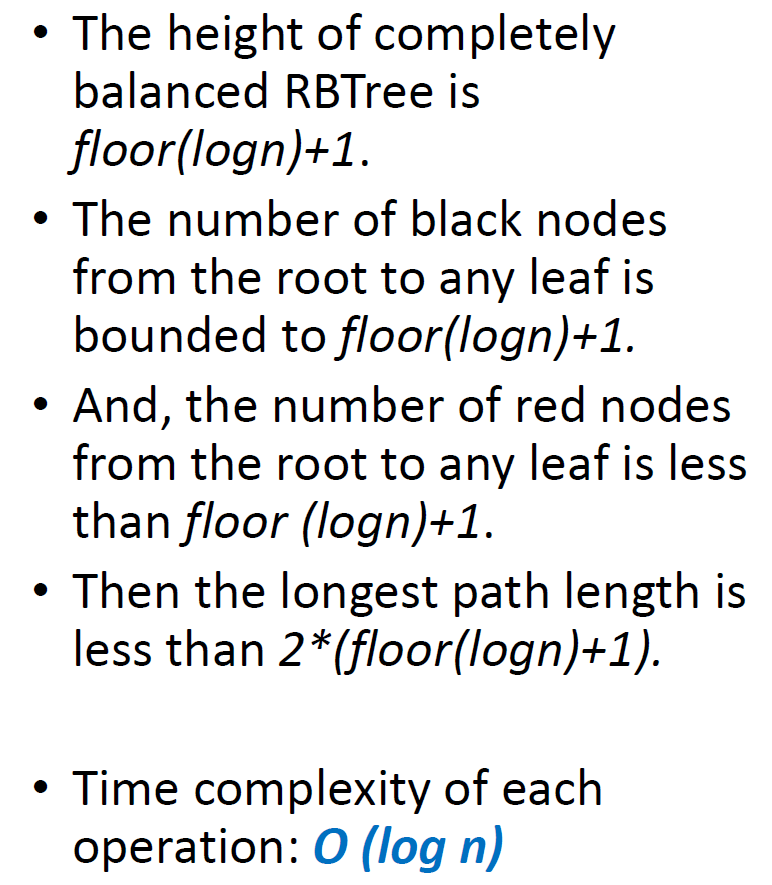 • The height of completely
balanced RBTree is
floor(logn)+1.
• The number of black nodes
from the root to any leaf is
bounded to floor(logn)+1.
• And, the number of red nodes
from the root to any leaf is less
than floor (logn)+1.
• Then the longest path length is
less than 2*(floor(logn)+1).
• Time complexity of each
operation: O (log n)